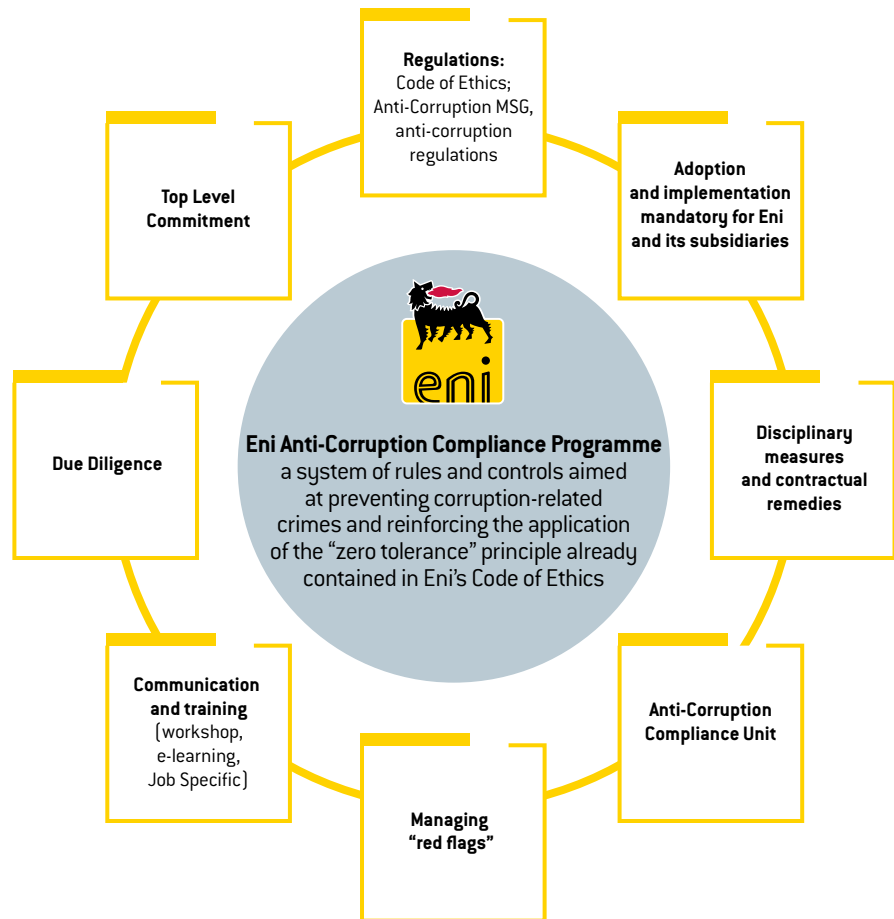 Regulations:
Code of Ethics;
Anti-Corruption MSG,
anti-corruption
regulations
Adoption
and implementation
mandatory for Eni
and its subsidiaries
Disciplinary
measures
and contractual
remedies
Anti-Corruption
Compliance Unit
Managing
“red flags”
Communication
and training
(workshop,
e-learning,
Job Specific)
Due Diligence
Top Level
Commitment
eni
Eni Anti-Corruption Compliance Programme
a system of rules and controls aimed
at preventing corruption-related
crimes and reinforcing the application
of the “zero tolerance” principle already
contained in Eni’s Code of Ethics